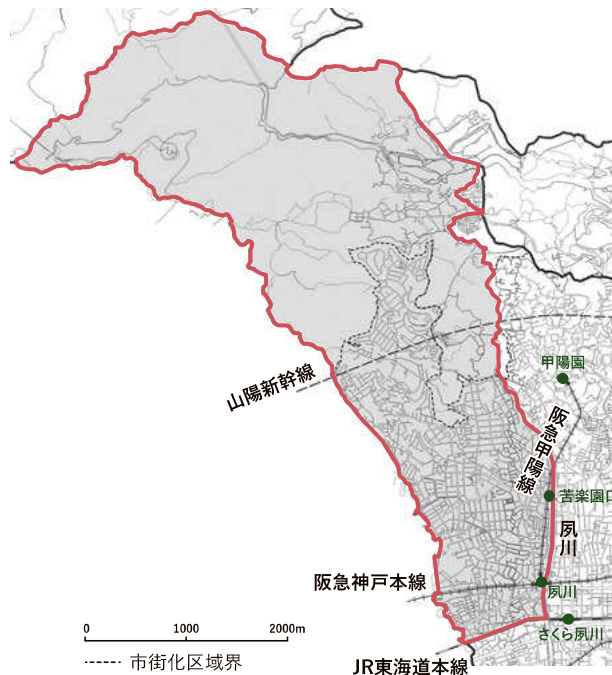 山陽新幹線
甲陽園
阪急甲陽線
苦楽園口
夙川
阪急神戸本線
夙川
さくら夙川
0 1000 2000m
市街化区域界
JR東海道本線